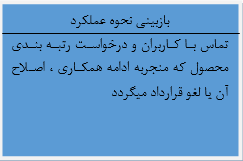 بازبینی نحوه عملکرد
تماس با کاربران و درخواست رتبه بندی
محصول که منجربه ادامه همکاری ، اصلاح
آن یا لغو قرارداد میگردد